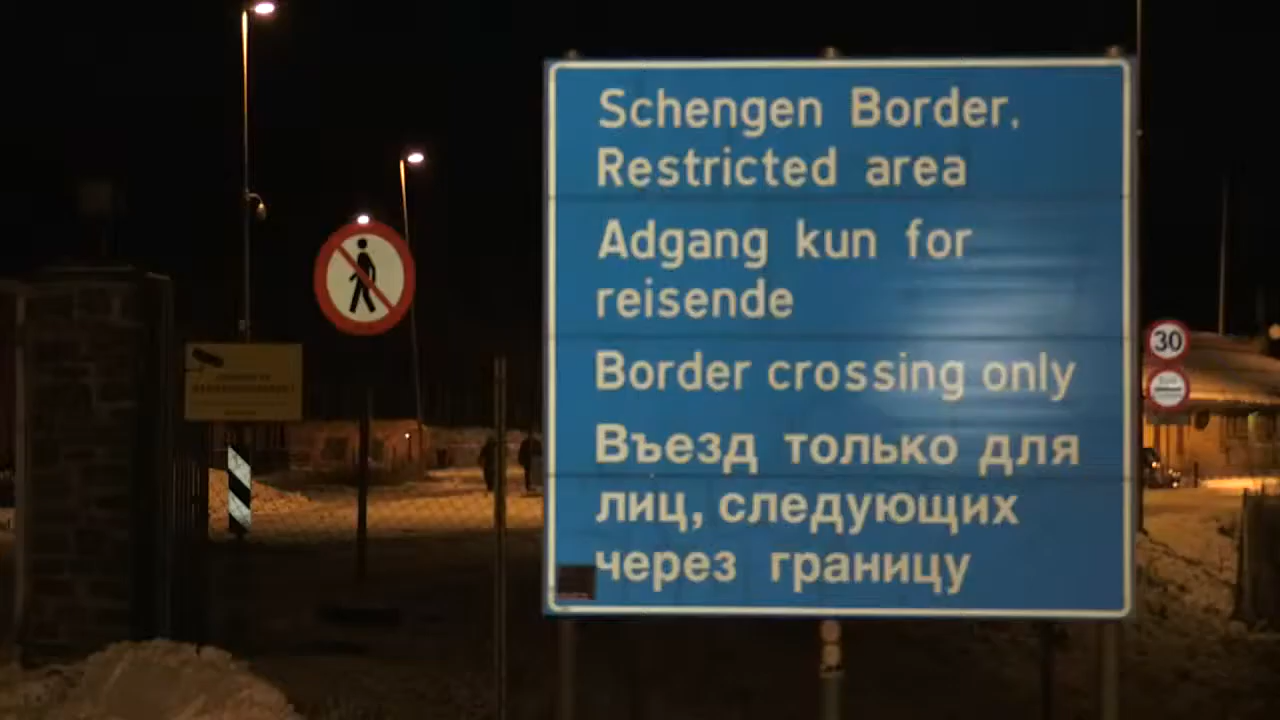 Schengen Border.
Restricted area
Adgang kun for
reisende
Border crossing only
Въезд только для
лиц, следующих
через границу
30